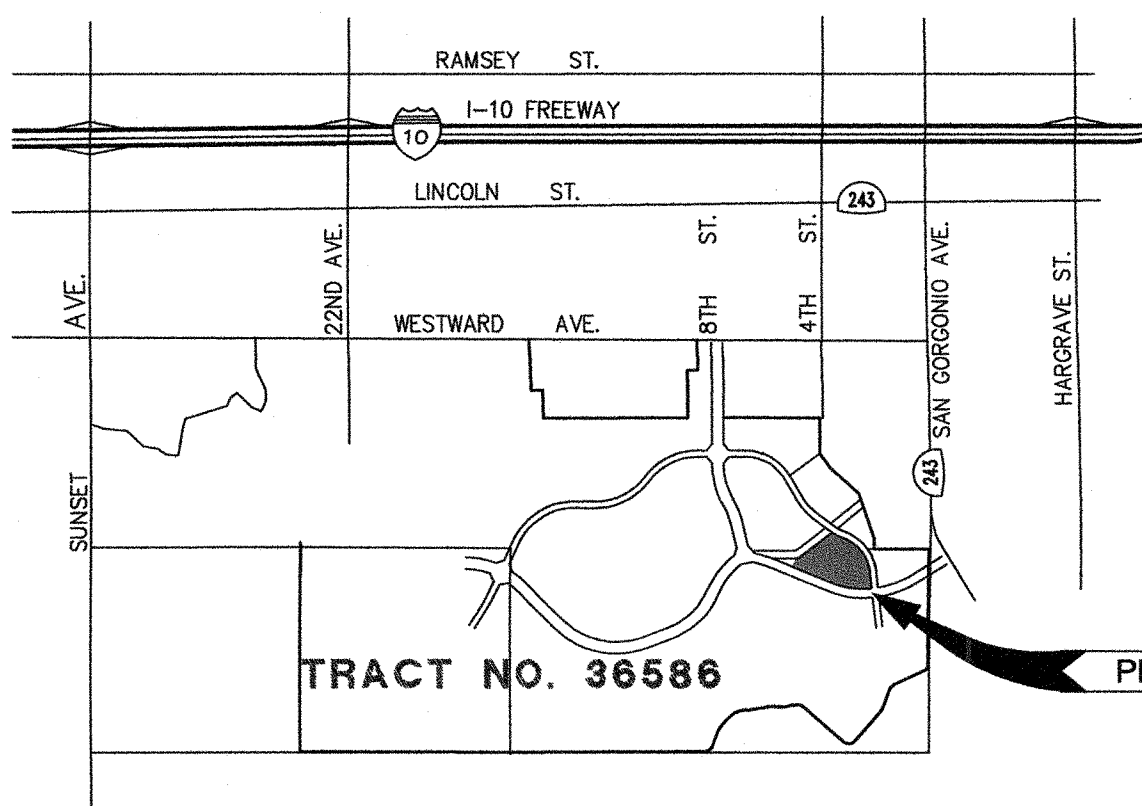 RAMSEY ST.
I-10 FREEWAY
10
LINCOLN ST.
243
SUNSET AVE.
22ND AVE.
WESTWARD AVE.
8TH ST.
4TH ST.
SAN GORGONIO AVE.
HARGRAVE ST.
243
TRACT NO. 36586